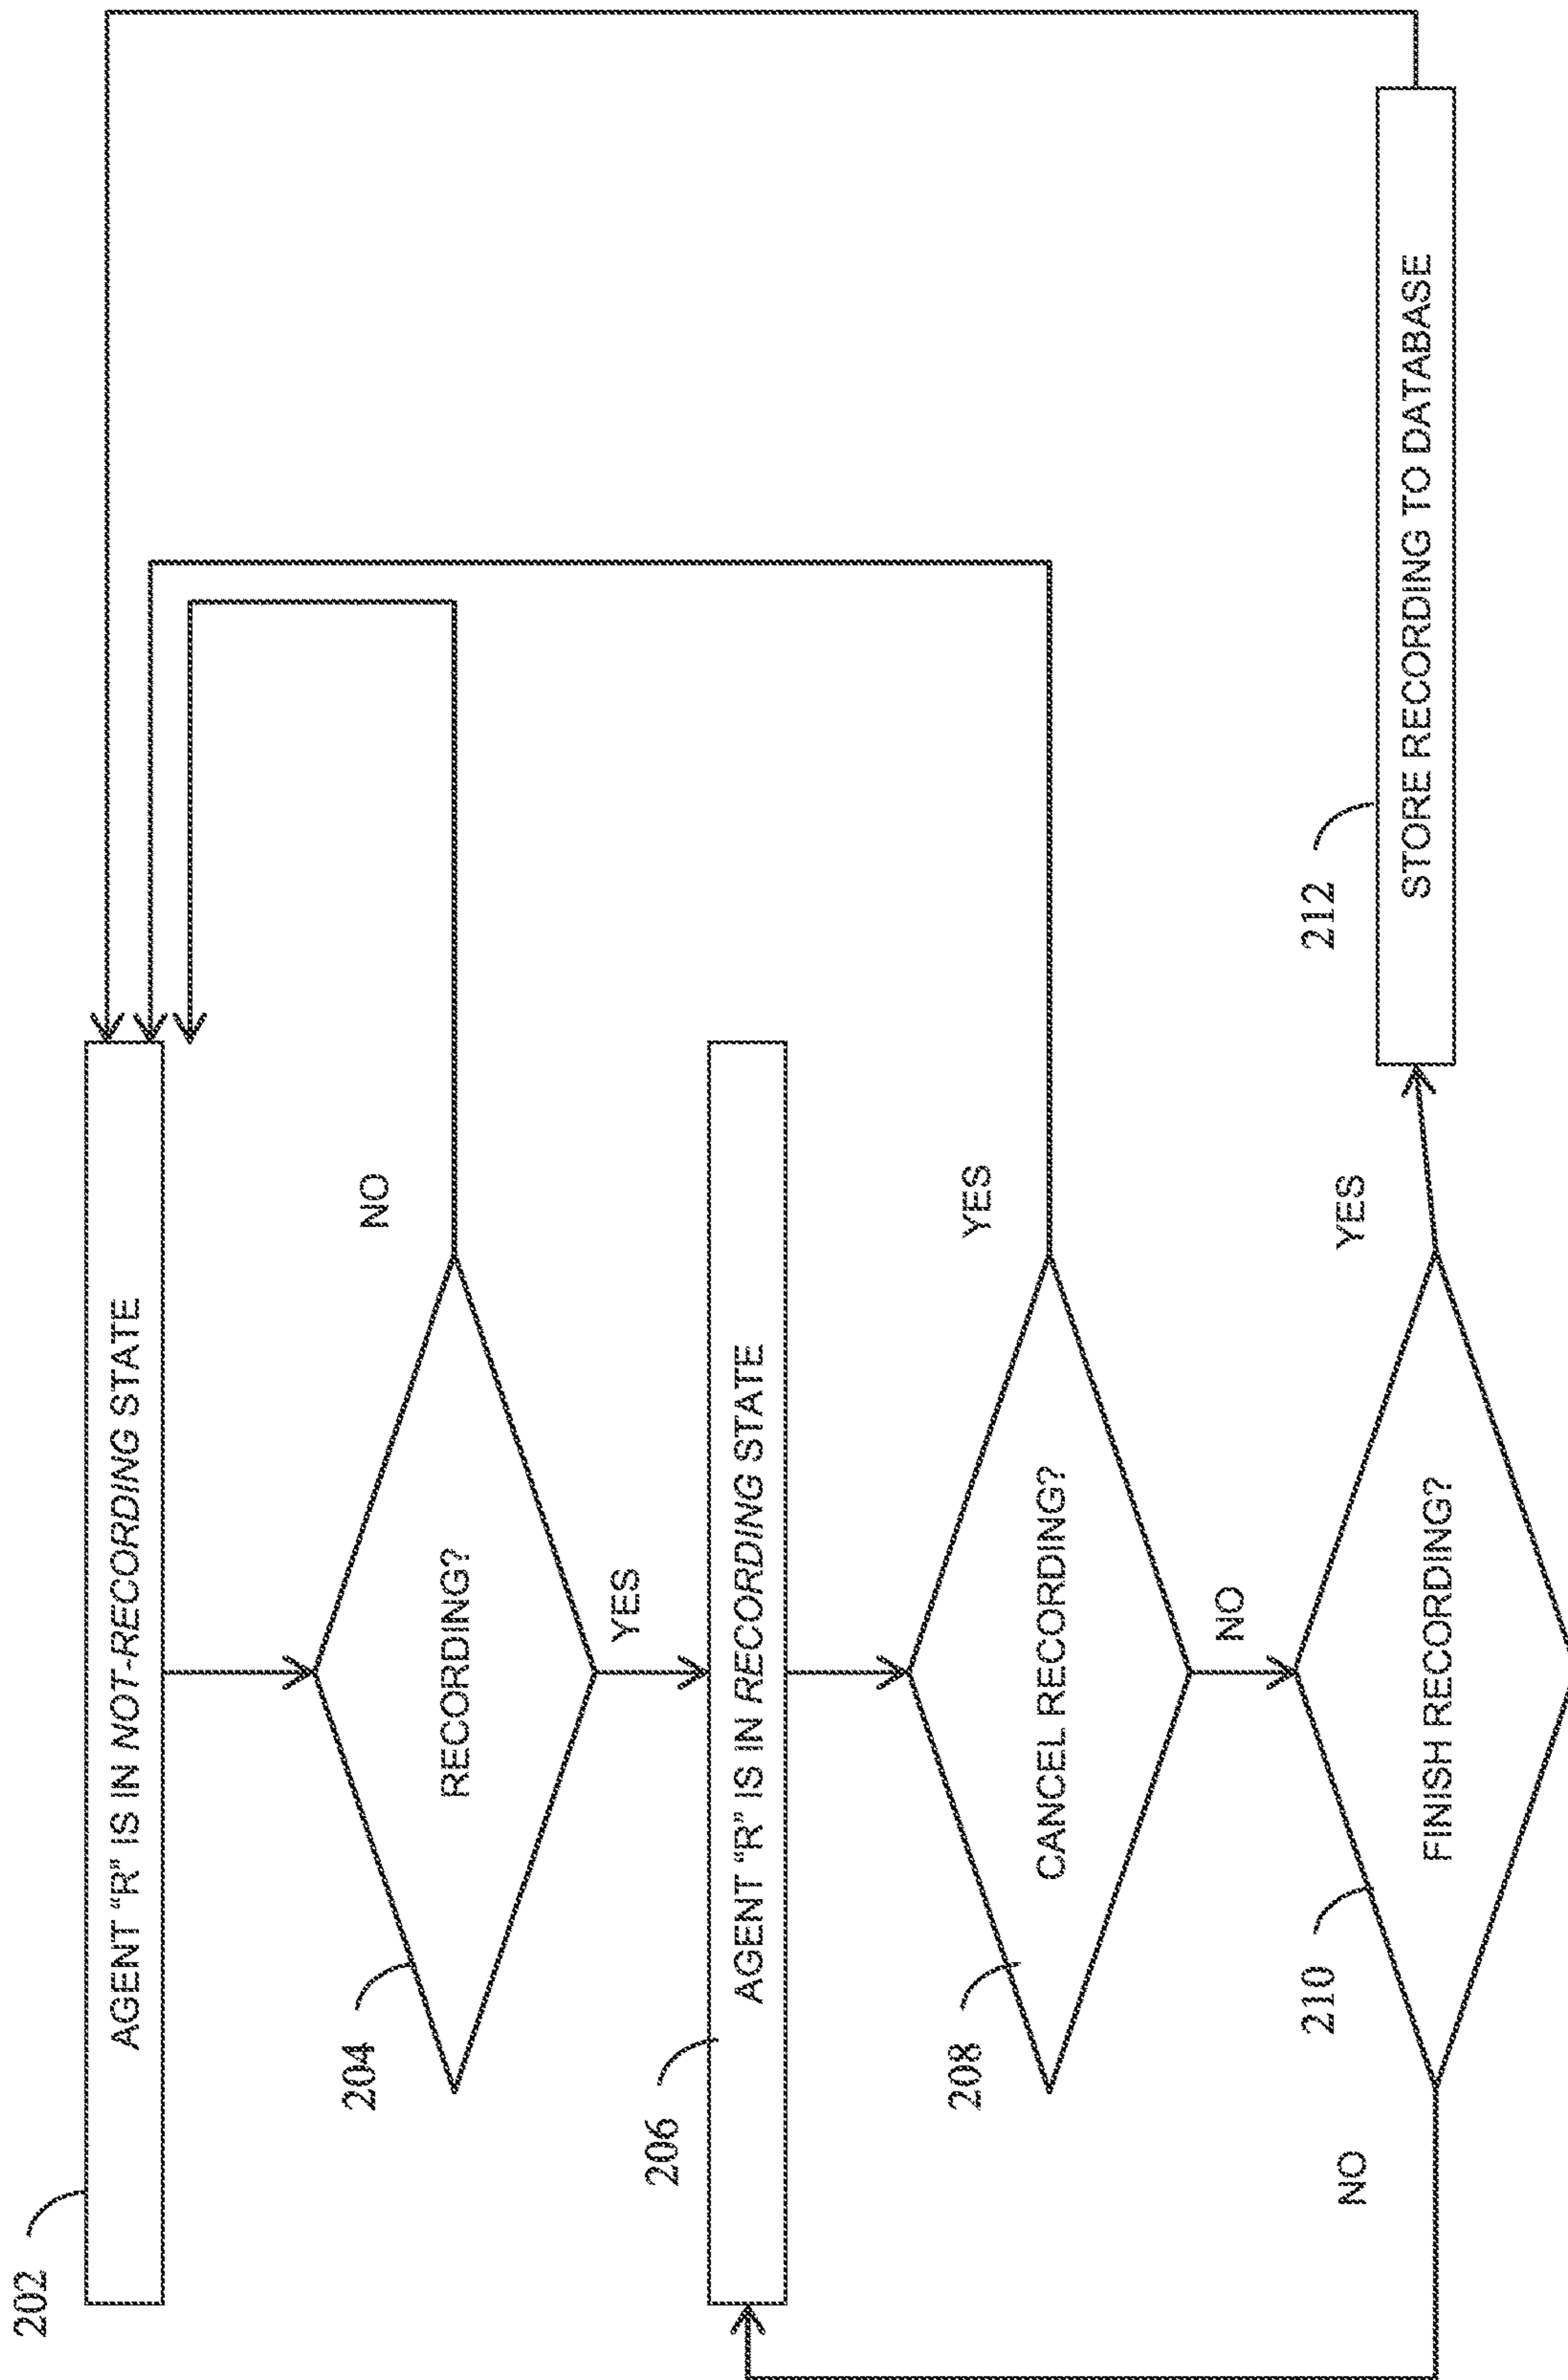 202
AGENT “R” IS IN NOT-RECORDING STATE
204
RECORDING?
NO
YES
206
AGENT “R” IS IN RECORDING STATE
208
CANCEL RECORDING?
YES
NO
210
FINISH RECORDING?
NO
YES
212
STORE RECORDING TO DATABASE